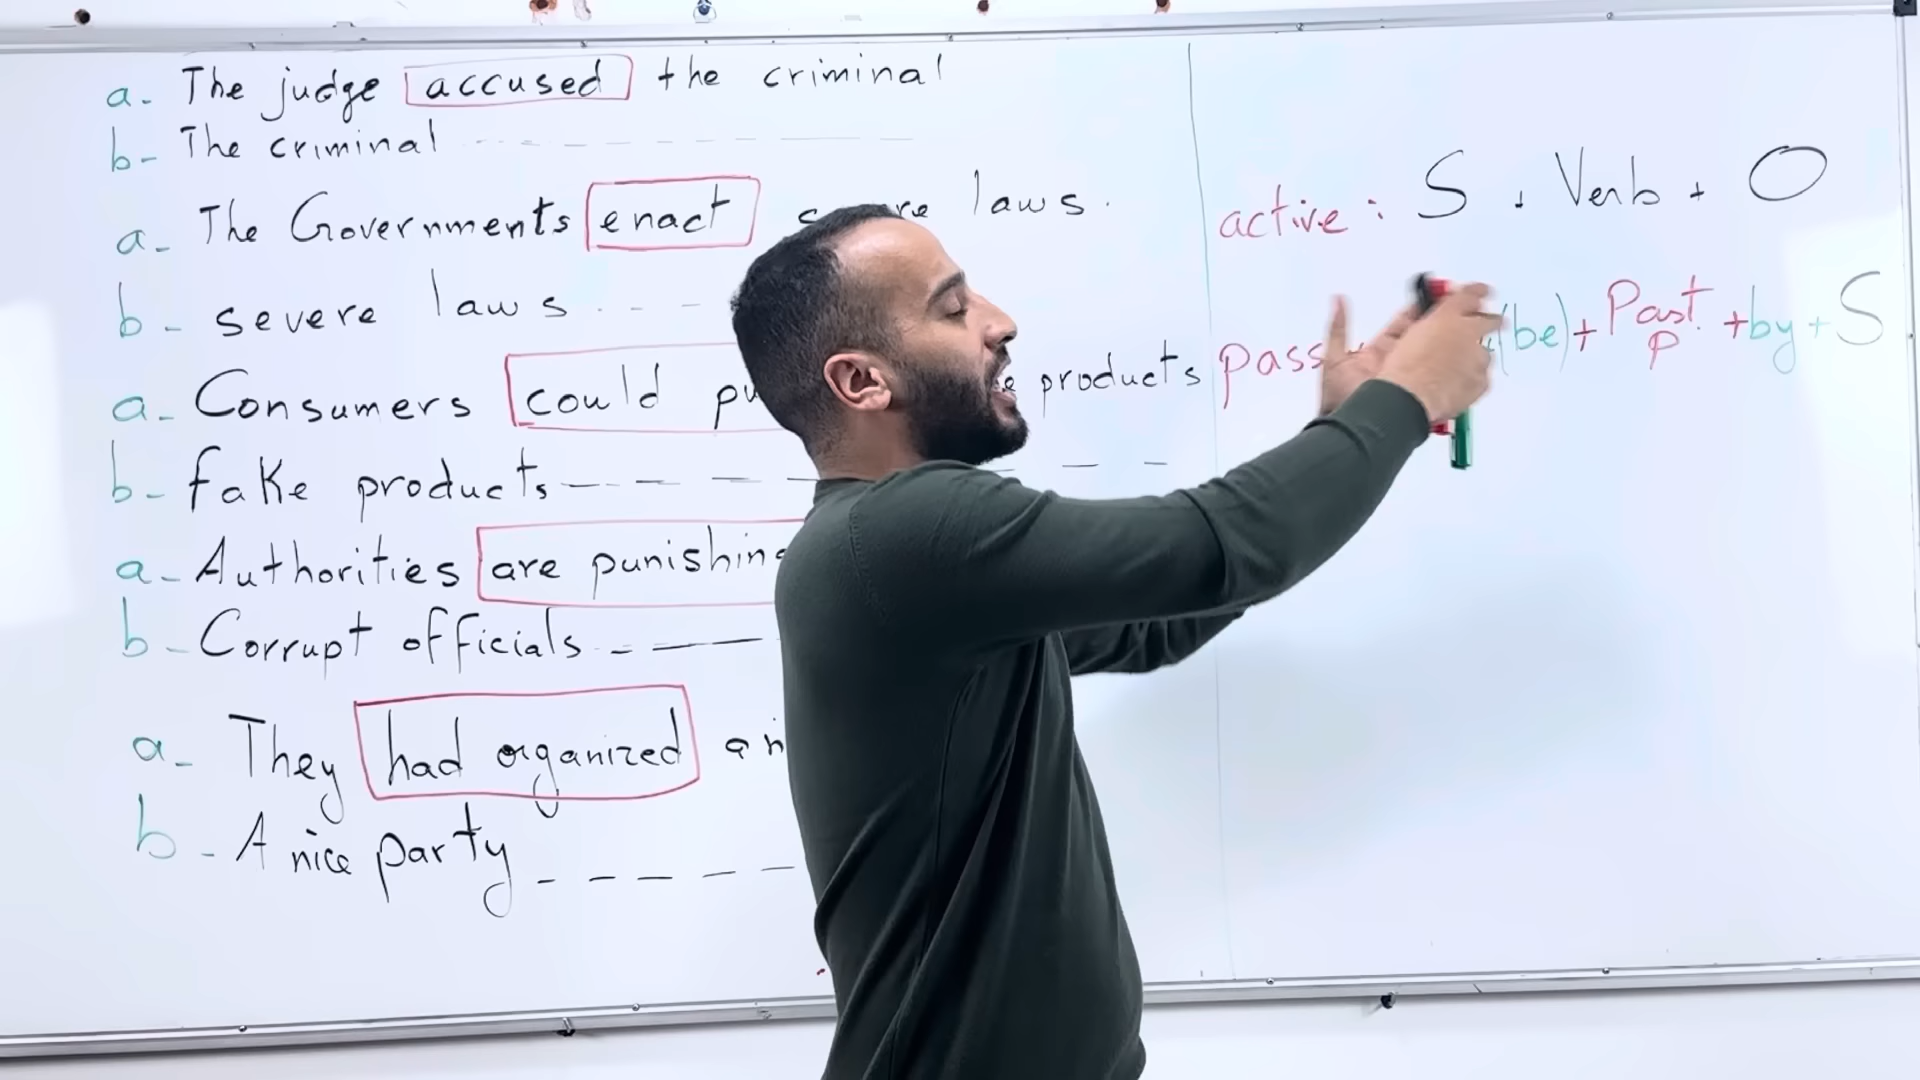 a- The judge accused the criminal
b- The criminal
a- The Governments enact laws.
b- severe laws
a- Consumers could products
b- fake products
a- Authorities are punishing
b- Corrupt officials
a- They had organized
b- A nice party
active: S + Verb + O
(be) + Past P + by + S